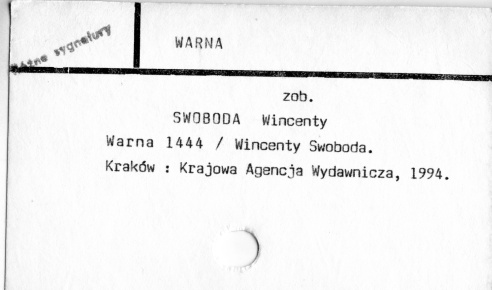 Różne sygnatury
WARNA
zob.
SWOBODA Wincenty
Warna 1444 / Wincenty Swoboda.
Kraków : Krajowa Agencja Wydawnicza, 1994.